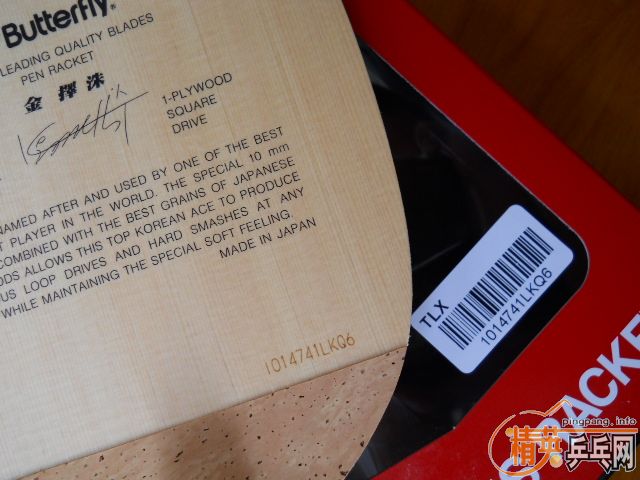 Butterfly®
LEADING QUALITY BLADES
PEN RACKET
金擇洙
1-PLYWOOD
SQUARE
DRIVE
NAMED AFTER AND USED BY ONE OF THE BEST
PLAYER IN THE WORLD. THE SPECIAL 10 mm
COMBINED WITH THE BEST GRAINS OF JAPANESE
ALLOWS THIS TOP KOREAN ACE TO PRODUCE
LOOP DRIVES AND HARD SMASHES AT ANY
WHILE MAINTAINING THE SPECIAL SOFT FEELING.
MADE IN JAPAN
1014741LKQ6
TLX
1014741LKQ6
pingpang.info
精英乒乓网